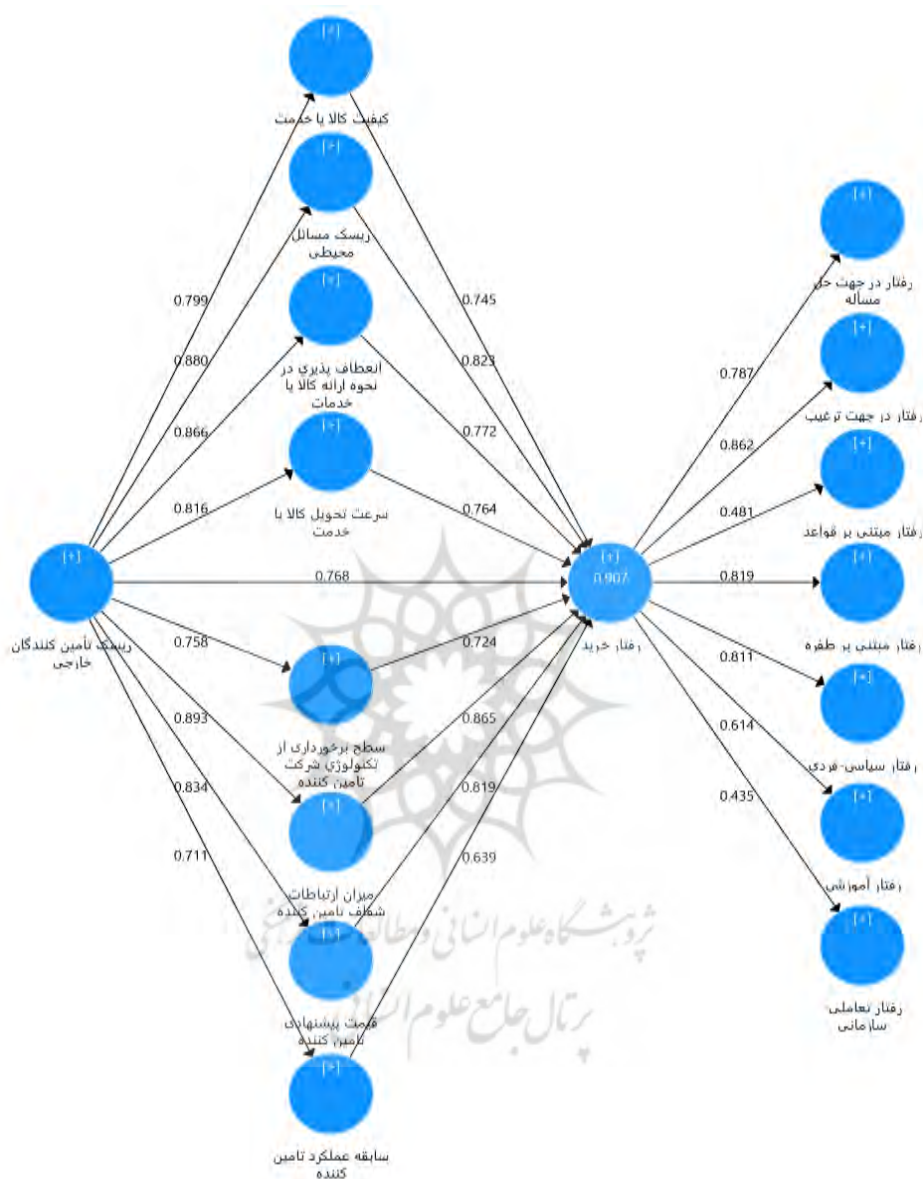 [+]
کیفیت کالا یا خدمت
[+]
ریسک مسائل
محیطی
[+]
انعطاف پذیری در
نحوه ارائه کالا یا
خدمات
[+]
سرعت تحویل کالا یا
خدمت
[+]
ریسک تأمین کنندگان
خارجی
[+]
سطح برخورداری از
تکنولوژی شرکت
تامین کننده
[+]
میزان ارتباطات
شفاف تامین کننده
[+]
قیمت پیشنهادی
تامین کننده
[+]
سابقه عملکرد تامین
کننده
0.799
0.880
0.866
0.816
0.768
0.758
0.893
0.834
0.711
0.745
0.823
0.772
0.764
0.724
0.865
0.819
0.639
[+]
0.907
رفتار خرید
0.787
0.862
0.481
0.819
0.811
0.614
0.435
[+]
رفتار در جهت حل
مسأله
[+]
رفتار در جهت ترغیب
[+]
رفتار مبتنی بر قواعد
[+]
رفتار مبتنی بر طفره
[+]
رفتار سیاسی-فردی
[+]
رفتار آموزشی
[+]
رفتار تعاملی-
سازمانی
پژوهشگاه علوم انسانی و مطالعات فرهنگی
پرتال جامع علوم انسانی